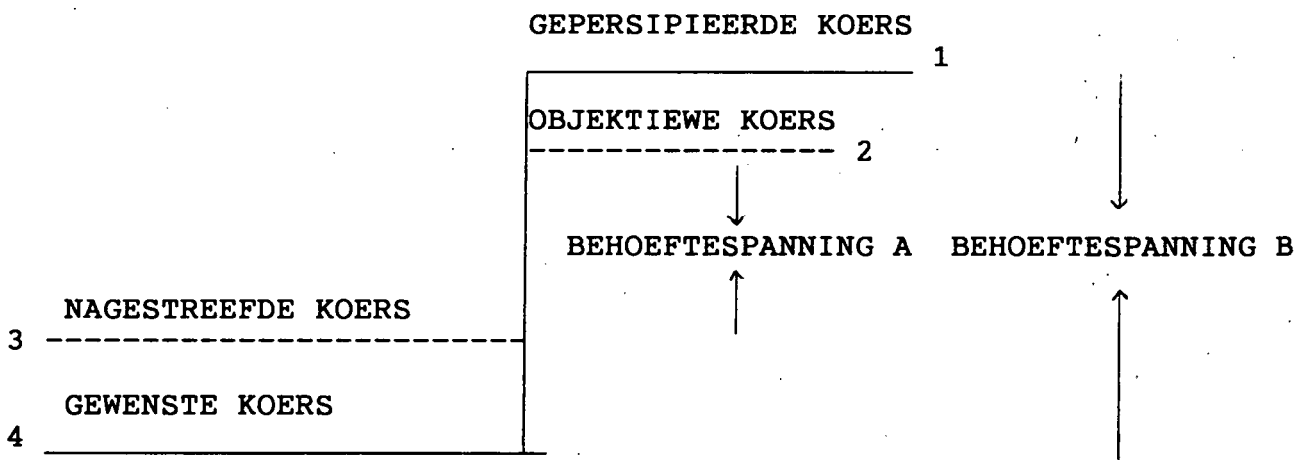 GEPERSIPIEERDE KOERS
1
OBJEKTIEWE KOERS
2
BEHOEFTESPANNING A BEHOEFTESPANNING B
NAGESTREEFDE KOERS
3
GEWENSTE KOERS
4